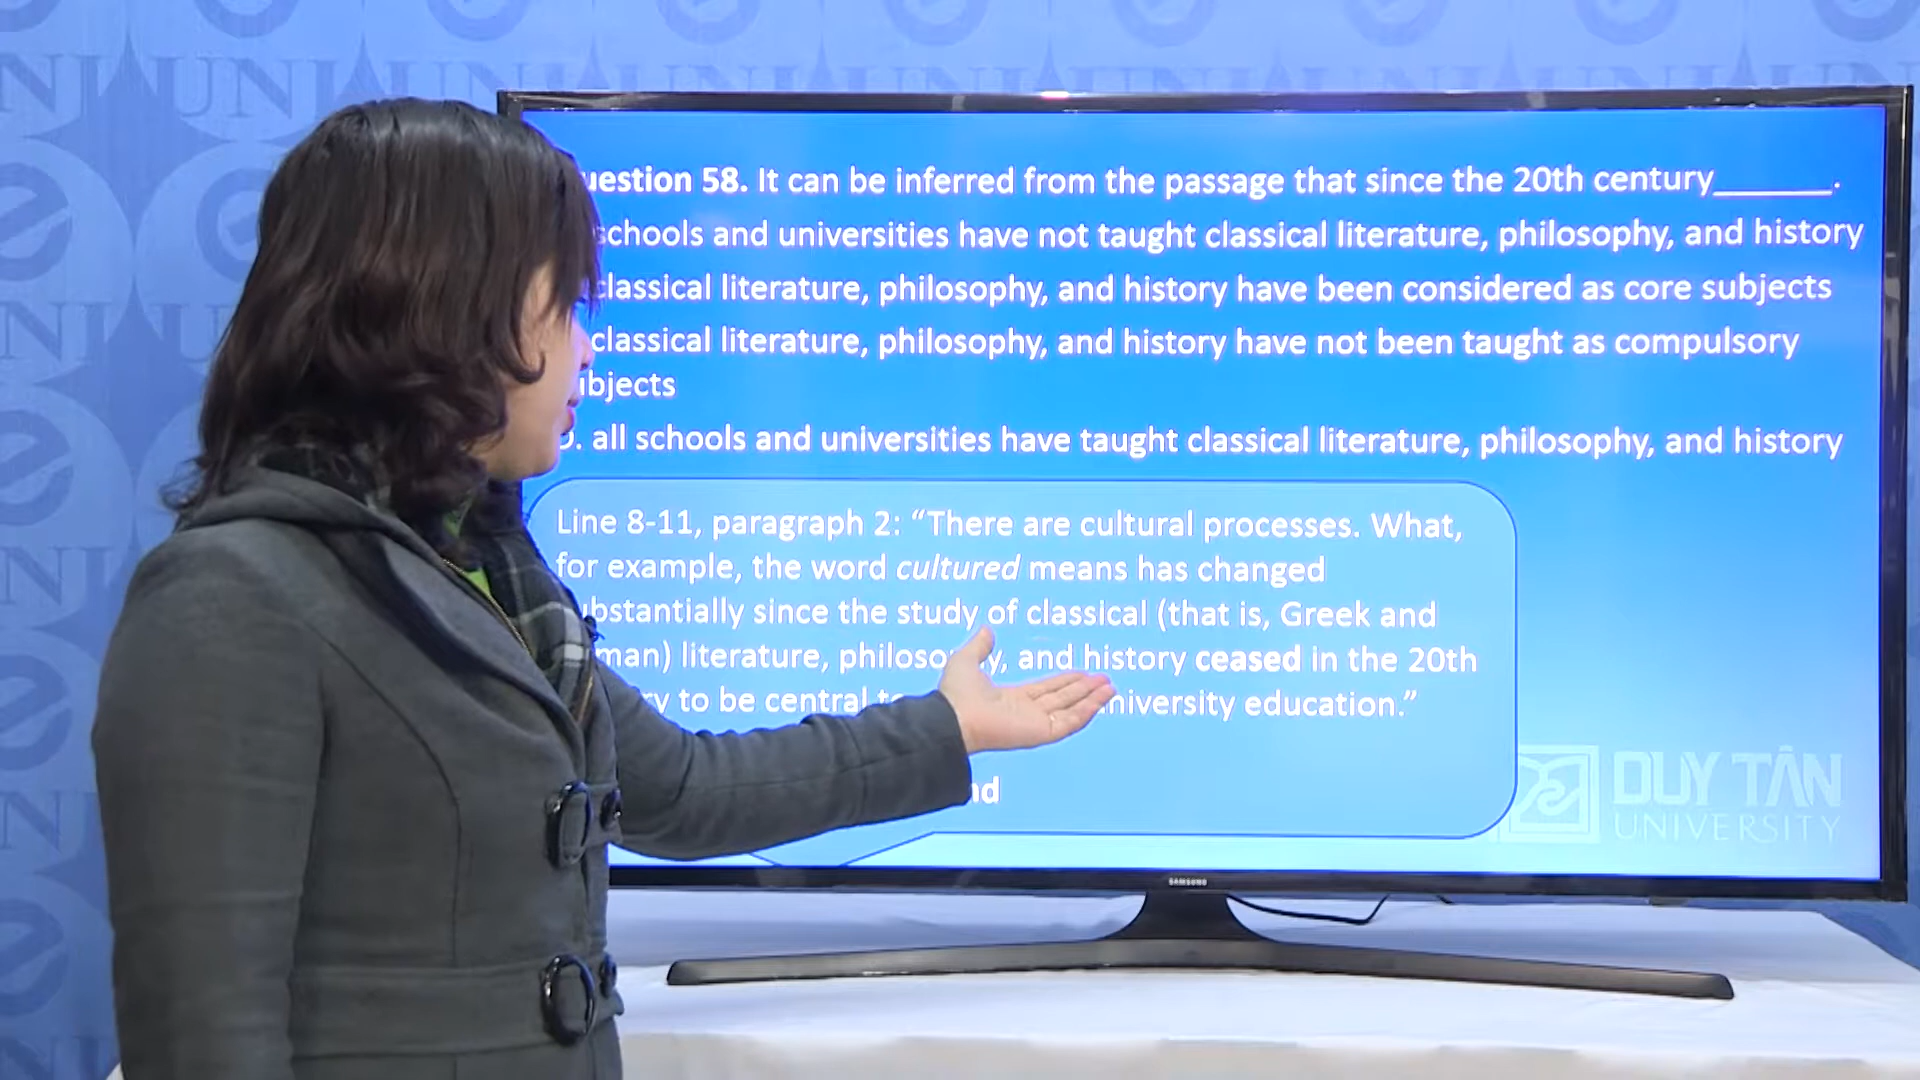 uestion 58. It can be inferred from the passage that since the 20th century______.
schools and universities have not taught classical literature, philosophy, and history
classical literature, philosophy, and history have been considered as core subjects
classical literature, philosophy, and history have not been taught as compulsory
bjects
D. all schools and universities have taught classical literature, philosophy, and history
Line 8-11, paragraph 2: “There are cultural processes. What,
for example, the word cultured means has changed
bstantially since the study of classical (that is, Greek and
man) literature, philoso y, and history ceased in the 20th
ry to be central t niversity education.”
nd
DUY TÂN
UNIVERSITY
SAMSUNG